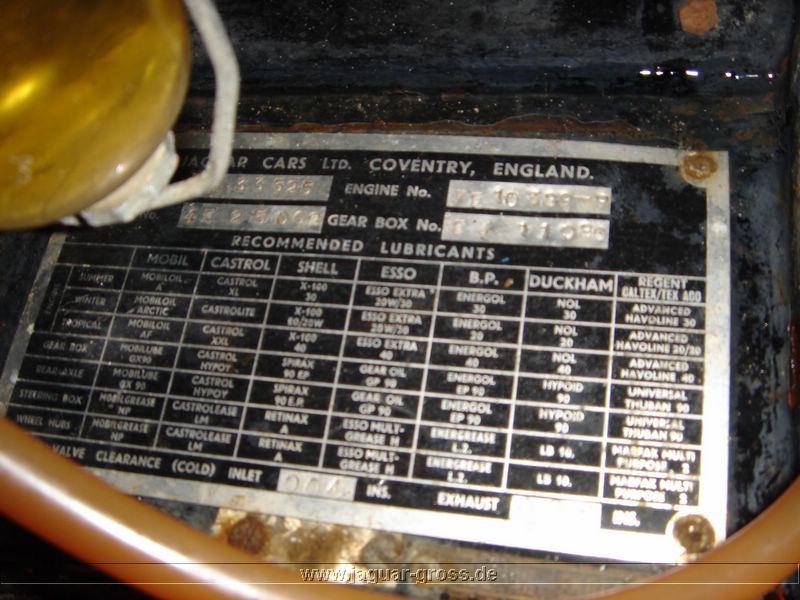 JAGUAR CARS LTD. COVENTRY, ENGLAND.
ENGINE No.
No. 4E 25002 GEAR BOX No.
RECOMMENDED LUBRICANTS
MOBIL CASTROL SHELL ESSO B.P. DUCKHAM REGENT CALTEX/TEXACO
ENGINE
SUMMER MOBILOIL A CASTROL XL X-100 30 ESSO EXTRA 20W/30 ENERGOL 30 NOL 30 ADVANCED HAVOLINE 30
WINTER MOBILOIL ARCTIC CASTROLITE X-100 20/20W ESSO EXTRA 20W/30 ENERGOL 20 NOL 20 ADVANCED HAVOLINE 20/20
TROPICAL MOBILOIL AF CASTROL XXL X-100 40 ESSO EXTRA 40 ENERGOL 40 NOL 40 ADVANCED HAVOLINE 40
GEAR BOX MOBILUBE GX90 CASTROL HYPOY SPIRAX 90 EP GEAR OIL GP 90 ENERGOL EP 90 HYPOID 90 UNIVERSAL THUBAN 90
REAR-AXLE MOBILUBE GX 90 CASTROL HYPOY SPIRAX 90 E.P. GEAR OIL GP 90 ENERGOL EP 90 HYPOID 90 UNIVERSAL THUBAN 90
STEERING BOX MOBILGREASE MP CASTROLEASE LM RETINAX A ESSO MULTI-GREASE H ENERGREASE L.2. LB 10. MARFAK MULTI PURPOSE 2
WHEEL HUBS MOBILGREASE MP CASTROLEASE LM RETINAX A ESSO MULTI-GREASE H ENERGREASE L.2. LB 10. MARFAK MULTI PURPOSE 2
VALVE CLEARANCE (COLD) INLET .004 INS. EXHAUST INS.
www.jaguar-gross.de